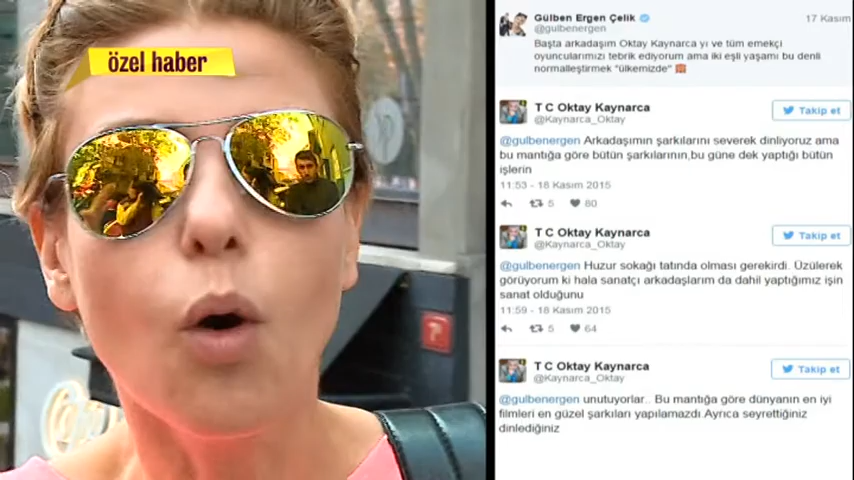 özel haber
Gülben Ergen Çelik
17 Kasım
@gulbenergen
Başta arkadaşım Oktay Kaynarca yı ve tüm emekçi
oyuncularımızı tebrik ediyorum ama iki eşli yaşamı bu denli
normalleştirmek "ülkemizde"
T C Oktay Kaynarca
Takip et
@Kaynarca_Oktay
@gulbenergen Arkadaşımın şarkılarını severek dinliyoruz ama
bu mantığa göre bütün şarkılarının,bu güne dek yaptığı bütün
işlerin
11:53 - 18 Kasım 2015
5 80
T C Oktay Kaynarca
Takip et
@Kaynarca_Oktay
@gulbenergen Huzur sokağı tatında olması gerekirdi. Üzülerek
görüyorum ki hala sanatçı arkadaşlarım da dahil yaptığımız işin
sanat olduğunu
11:59 - 18 Kasım 2015
5 64
T C Oktay Kaynarca
Takip et
@Kaynarca_Oktay
@gulbenergen unutuyorlar.. Bu mantığa göre dünyanın en iyi
filmleri en güzel şarkıları yapılamazdı.Ayrıca seyrettiğiniz
dinlediğiniz